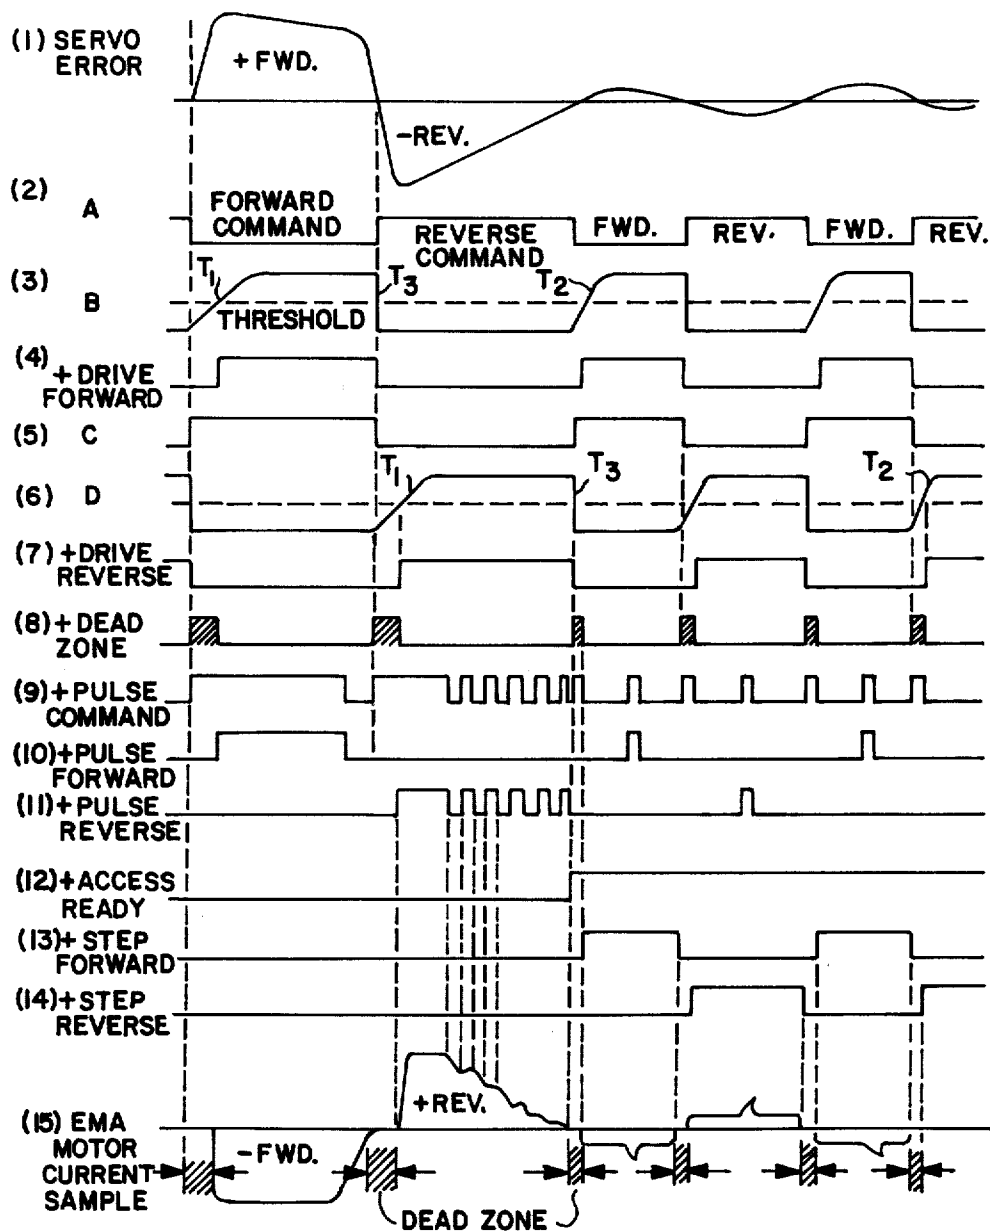 (1) SERVO
ERROR
+ FWD.
-REV.
(2)
A
FORWARD
COMMAND
REVERSE
COMMAND
FWD.
REV.
FWD.
REV.
(3)
B
T1
THRESHOLD
T3
T2
(4)
+ DRIVE
FORWARD
(5) C
(6) D
T1
T3
T2
(7) + DRIVE
REVERSE
(8) + DEAD
ZONE
(9) + PULSE
COMMAND
(10) + PULSE
FORWARD
(11) + PULSE
REVERSE
(12) + ACCESS
READY
(13) + STEP
FORWARD
(14) + STEP
REVERSE
(15) EMA
MOTOR
CURRENT
SAMPLE
-FWD.
+REV.
DEAD ZONE